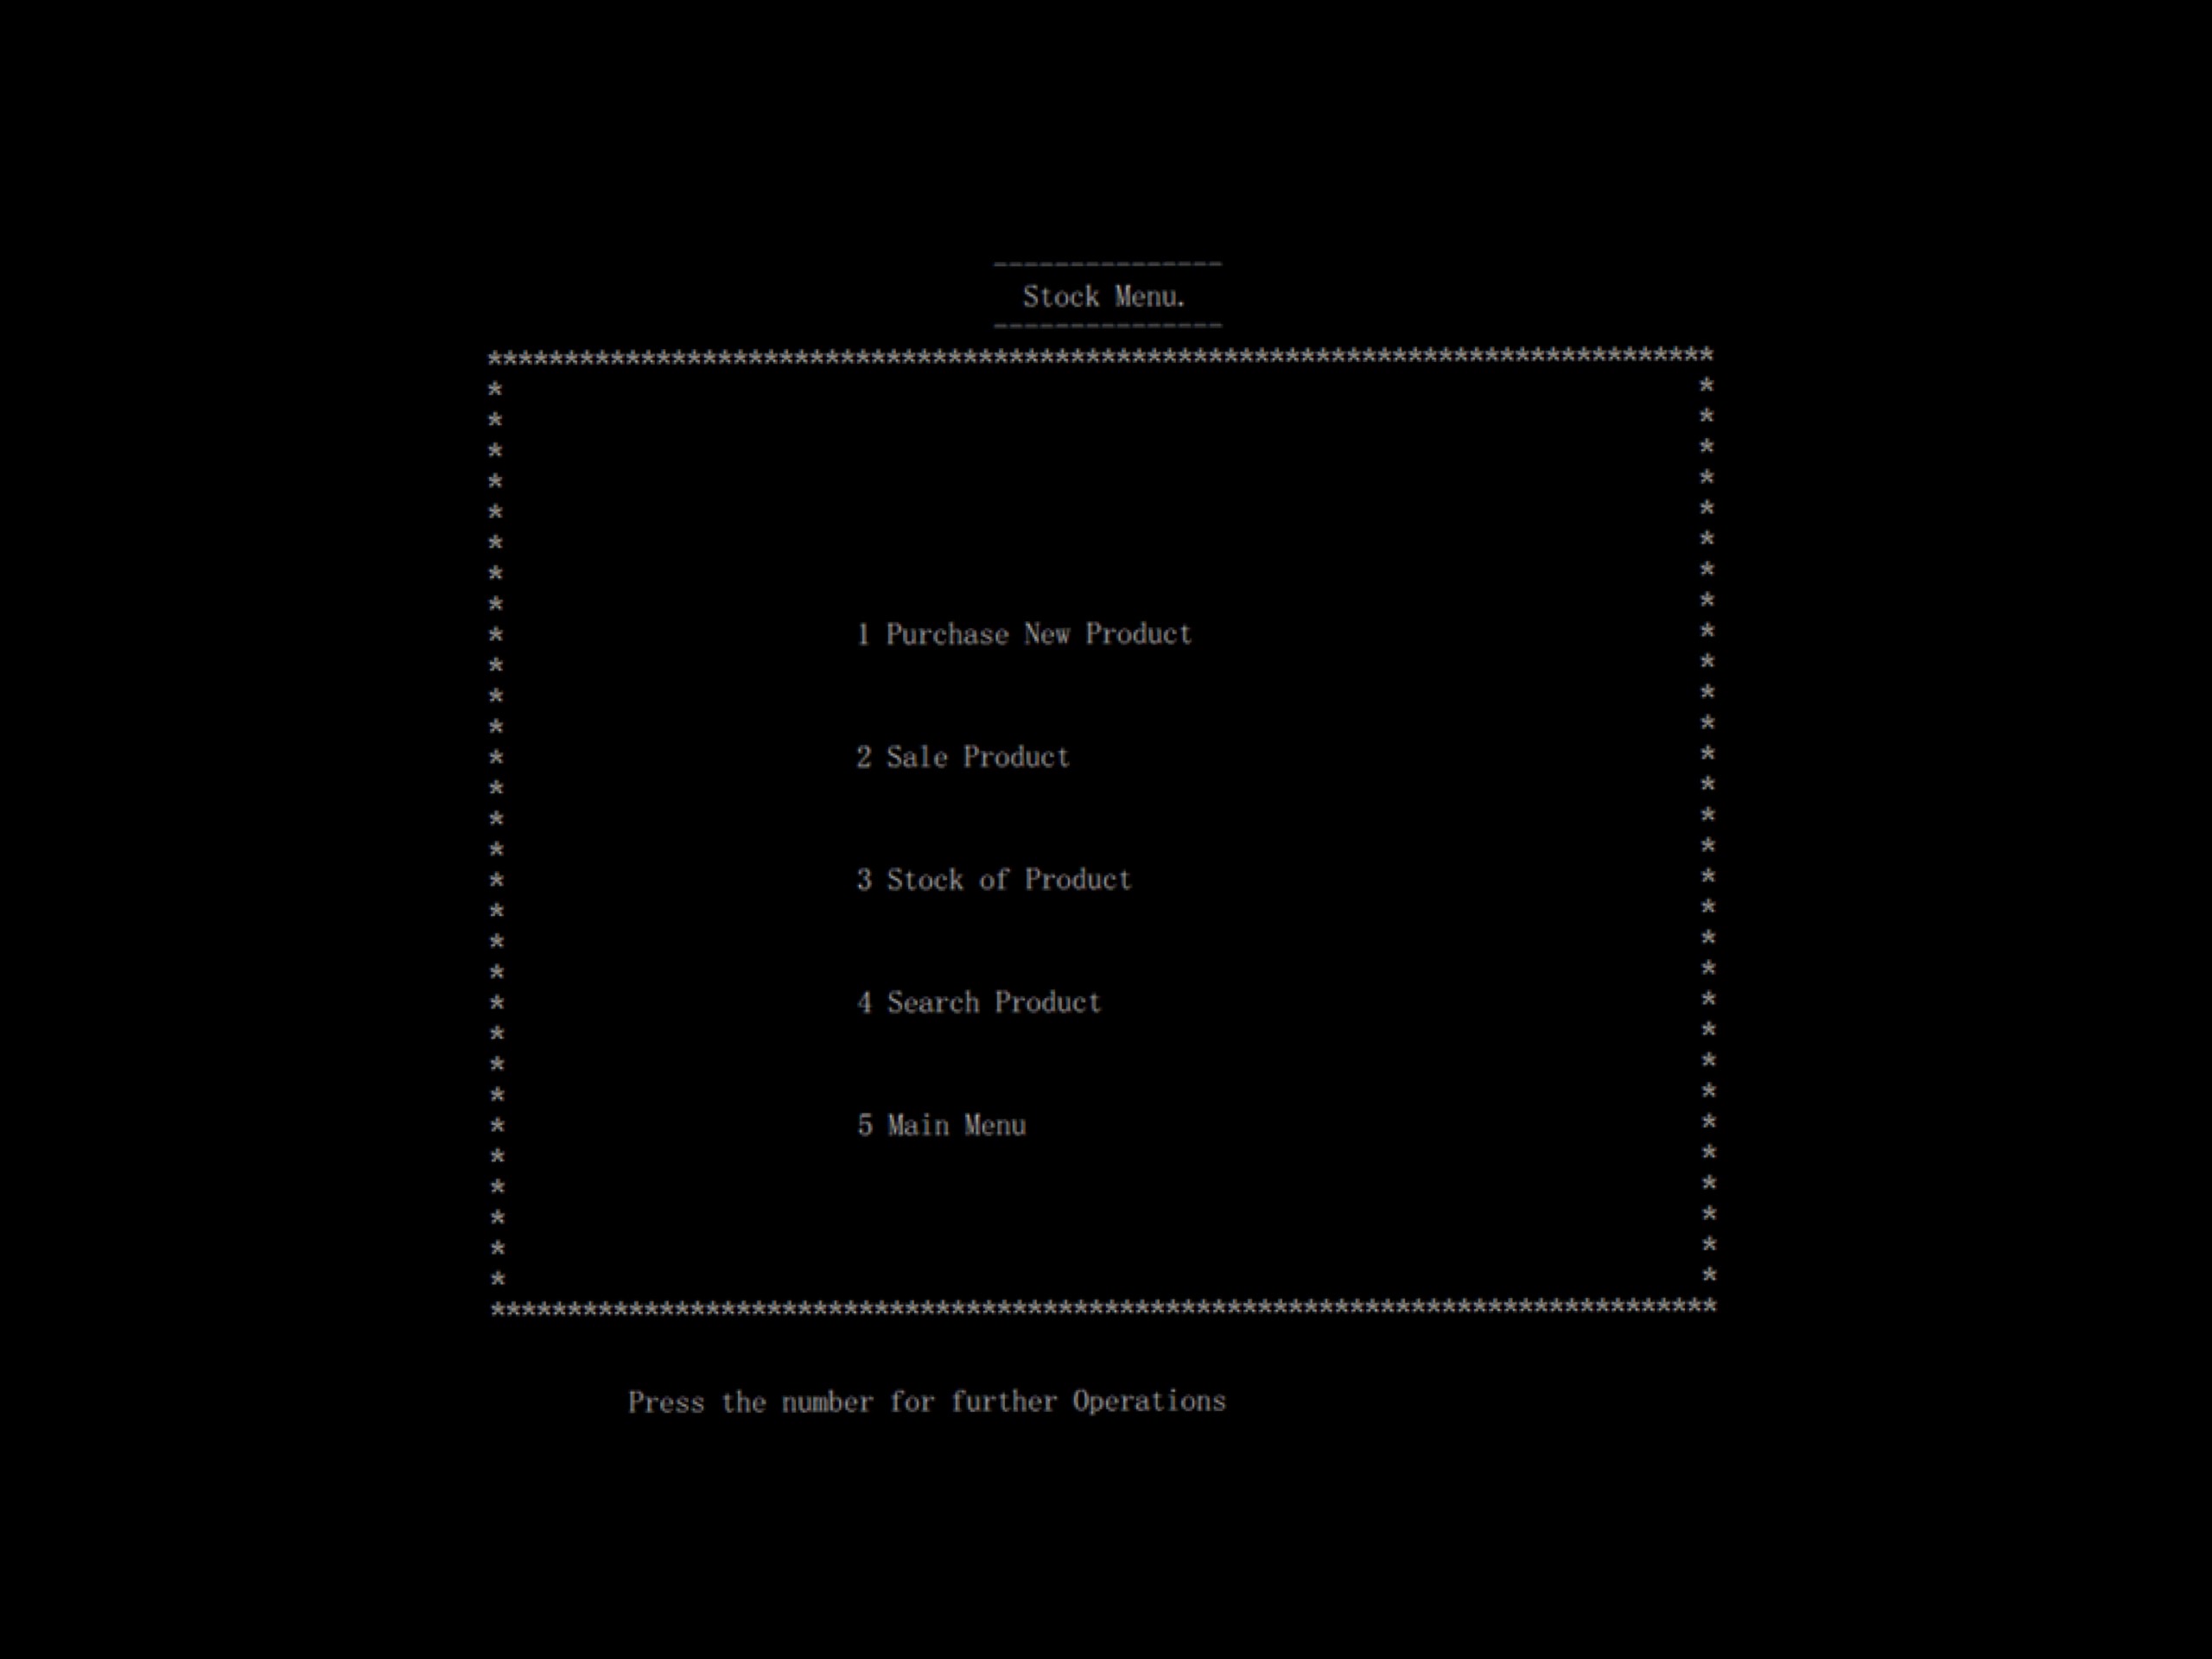 ---------------
Stock Menu.
---------------
********************************************************************************
1 Purchase New Product
2 Sale Product
3 Stock of Product
4 Search Product
5 Main Menu
********************************************************************************
Press the number for further Operations